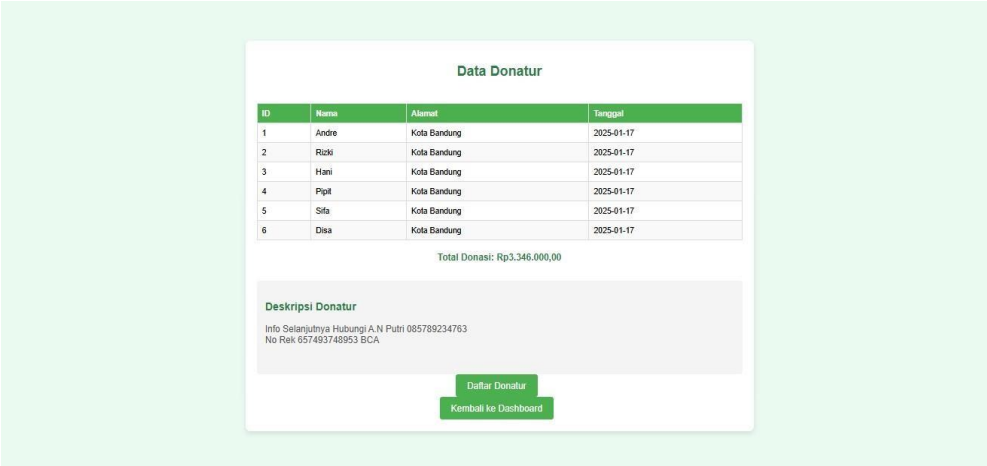 Data Donatur
ID Nama Alamat Tanggal
1 Andre Kota Bandung 2025-01-17
2 Rizki Kota Bandung 2025-01-17
3 Hani Kota Bandung 2025-01-17
4 Pipit Kota Bandung 2025-01-17
5 Sifa Kota Bandung 2025-01-17
6 Disa Kota Bandung 2025-01-17
Total Donasi: Rp3.346.000,00
Deskripsi Donatur
Info Selanjutnya Hubungi A.N Putri 085789234763
No Rek 657493748953 BCA
Daftar Donatur
Kembali ke Dashboard